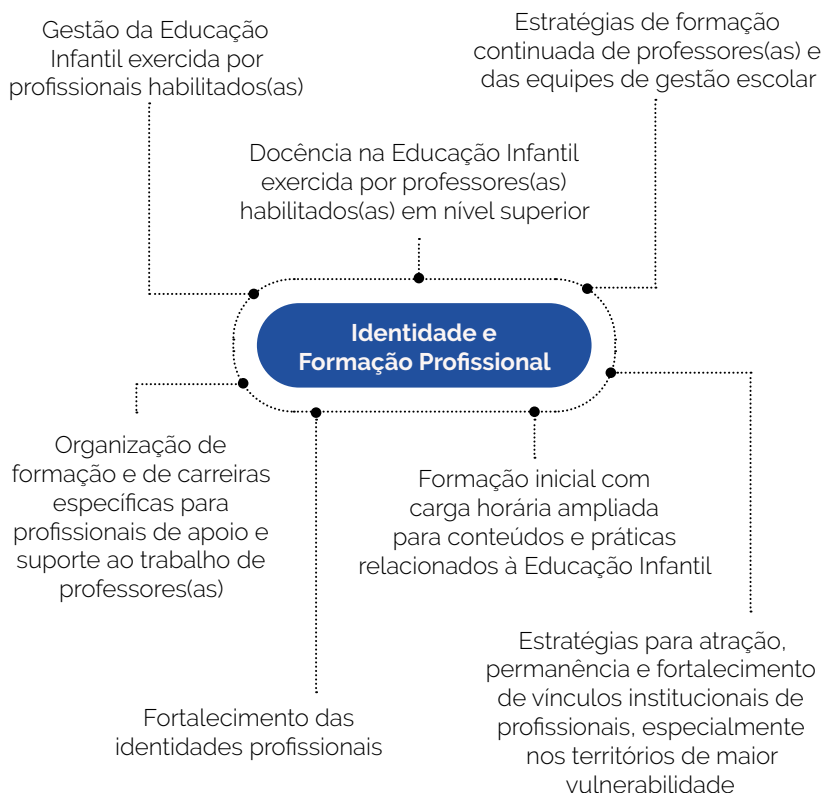 Gestão da Educação
Infantil exercida por
profissionais habilitados(as)
Estratégias de formação
continuada de professores(as) e
das equipes de gestão escolar
Docência na Educação Infantil
exercida por professores(as)
habilitados(as) em nível superior
Identidade e
Formação Profissional
Organização de
formação e de carreiras
específicas para
profissionais de apoio e
suporte ao trabalho de
professores(as)
Formação inicial com
carga horária ampliada
para conteúdos e práticas
relacionados à Educação Infantil
Fortalecimento das
identidades profissionais
Estratégias para atração,
permanência e fortalecimento
de vínculos institucionais de
profissionais, especialmente
nos territórios de maior
vulnerabilidade